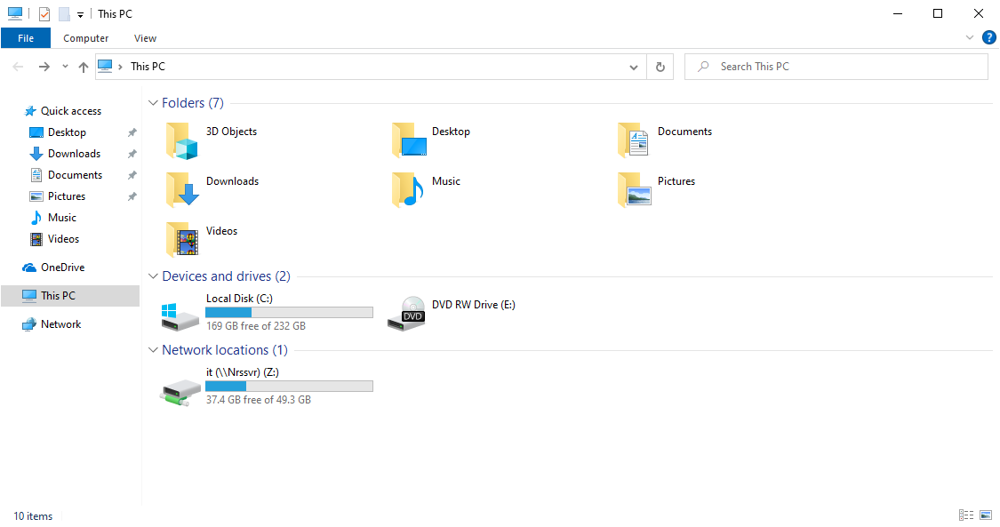 This PC
File Computer View ?
This PC Search This PC
Quick access
Desktop
Downloads
Documents
Pictures
Music
Videos
OneDrive
This PC
Network
Folders (7)
3D Objects Desktop Documents
Downloads Music Pictures
Videos
Devices and drives (2)
Local Disk (C:)
169 GB free of 232 GB
DVD
DVD RW Drive (E:)
Network locations (1)
it (\\Nrssvr) (Z:)
37.4 GB free of 49.3 GB
10 items